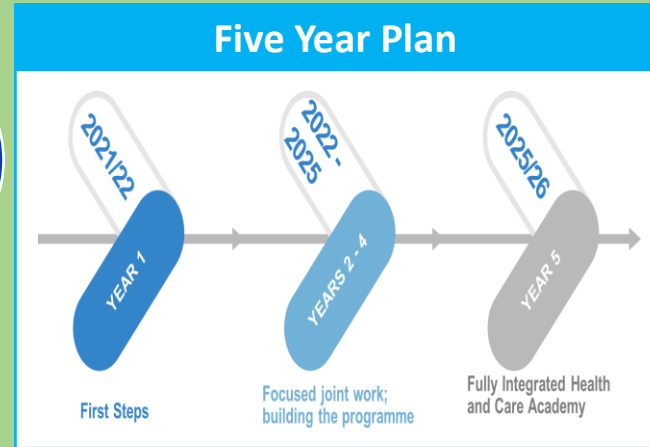 Five Year Plan
2021/22
YEAR 1
First Steps
2022 -
2025
YEARS 2 - 4
Focused joint work;
building the programme
2025/26
YEAR 5
Fully Integrated Health
and Care Academy